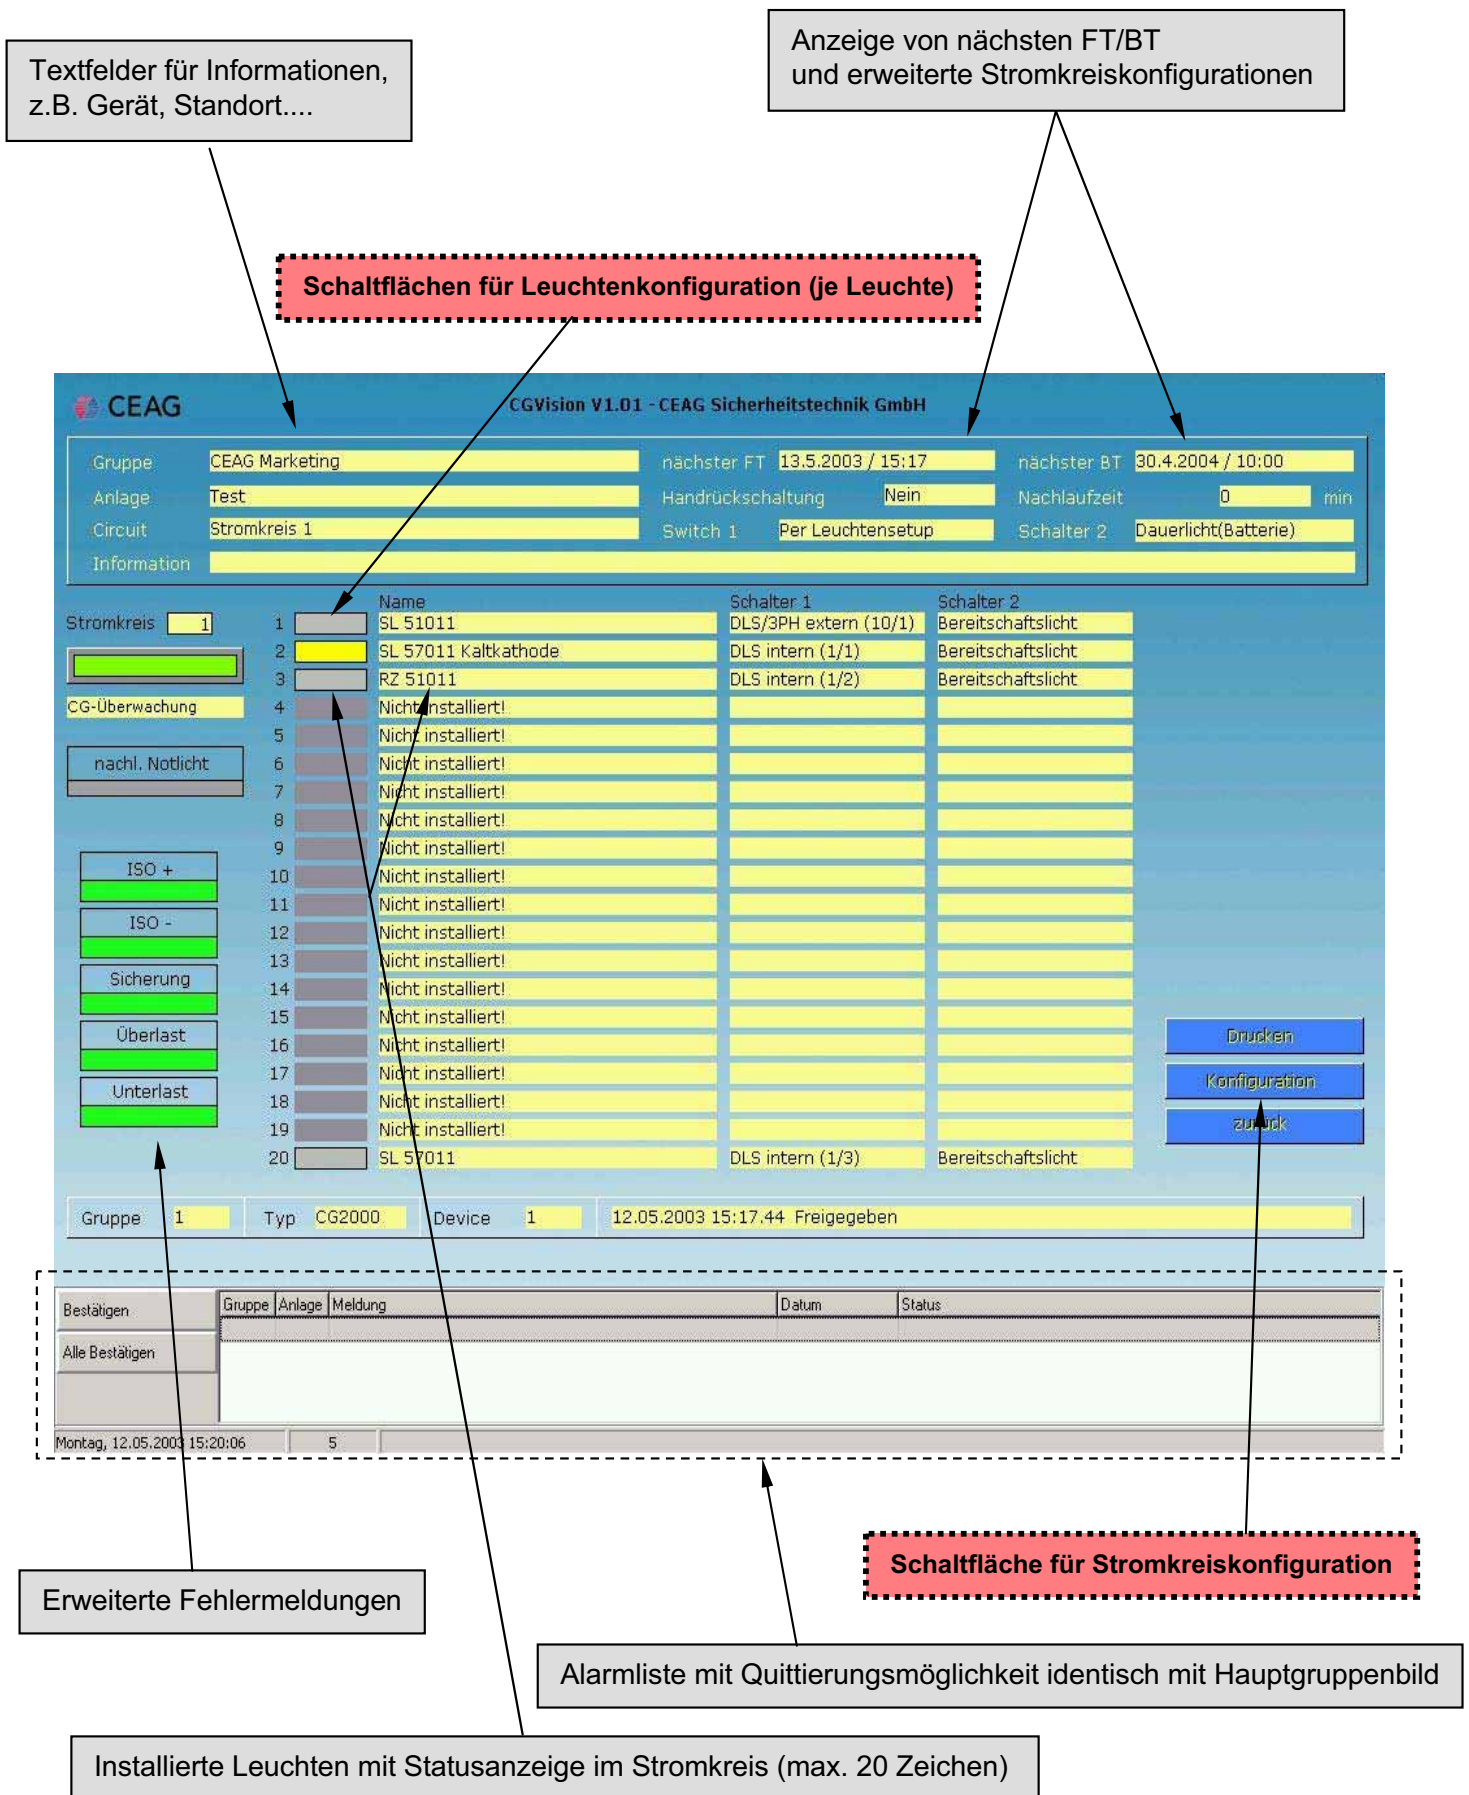 Anzeige von nächsten FT/BT
und erweiterte Stromkreiskonfigurationen
Textfelder für Informationen,
z.B. Gerät, Standort....
Schaltflächen für Leuchtenkonfiguration (je Leuchte)
CEAG
CGVision V1.01 - CEAG Sicherheitstechnik GmbH
Gruppe CEAG Marketing nächster FT 13.5.2003 / 15:17 nächster BT 30.4.2004 / 10:00
Anlage Test Handrückschaltung Nein Nachlaufzeit 0 min
Circuit Stromkreis 1 Switch 1 Per Leuchtensetup Schalter 2 Dauerlicht(Batterie)
Information
Name Schalter 1 Schalter 2
Stromkreis 1
1 SL 51011 DLS/3PH extern (10/1) Bereitschaftslicht
2 SL 57011 Kaltkathode DLS intern (1/1) Bereitschaftslicht
3 RZ 51011 DLS intern (1/2) Bereitschaftslicht
CG-Überwachung
4 Nicht installiert!
5 Nicht installiert!
nachl. Notlicht
6 Nicht installiert!
7 Nicht installiert!
8 Nicht installiert!
9 Nicht installiert!
ISO +
10 Nicht installiert!
11 Nicht installiert!
ISO -
12 Nicht installiert!
13 Nicht installiert!
Sicherung
14 Nicht installiert!
15 Nicht installiert!
Überlast
16 Nicht installiert!
17 Nicht installiert!
Unterlast
18 Nicht installiert!
19 Nicht installiert!
20 SL 57011 DLS intern (1/3) Bereitschaftslicht
Drucken
Konfiguration
zurück
Gruppe 1 Typ CG2000 Device 1 12.05.2003 15:17.44 Freigegeben
Bestätigen
Alle Bestätigen
Gruppe Anlage Meldung Datum Status
Montag, 12.05.2003 15:20:06 5
Schaltfläche für Stromkreiskonfiguration
Erweiterte Fehlermeldungen
Alarmliste mit Quittierungsmöglichkeit identisch mit Hauptgruppenbild
Installierte Leuchten mit Statusanzeige im Stromkreis (max. 20 Zeichen)